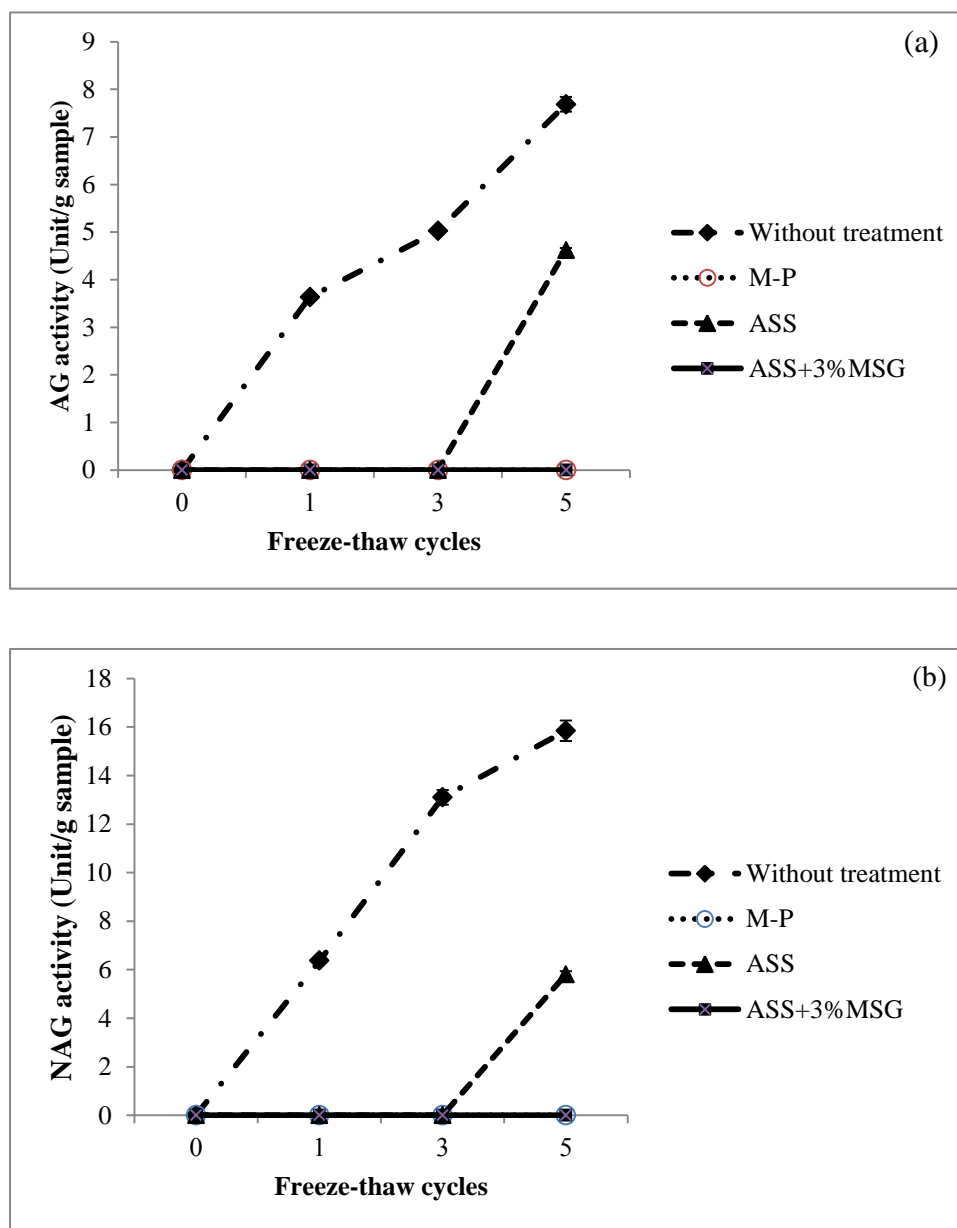 (a)
9
8
7
6
5
4
3
2
1
0
AG activity (Unit/g sample)
0 1 3 5
Freeze-thaw cycles
Without treatment
M-P
ASS
ASS+3%MSG
(b)
18
16
14
12
10
8
6
4
2
0
NAG activity (Unit/g sample)
0 1 3 5
Freeze-thaw cycles
Without treatment
M-P
ASS
ASS+3%MSG